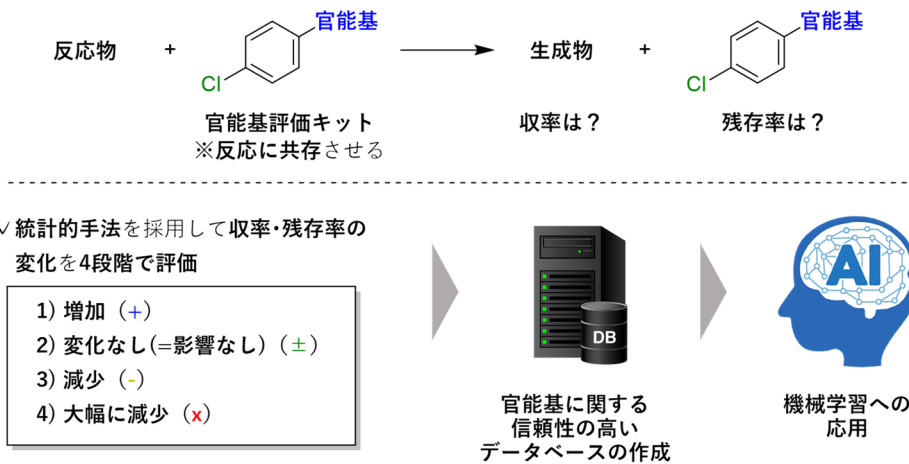 官能基
官能基
反応物 + Cl → 生成物 + Cl
官能基評価キット
※反応に共存させる
収率は？
残存率は？
✓統計的手法を採用して収率・残存率の
変化を4段階で評価
1) 増加（+）
2) 変化なし(=影響なし)（±）
3) 減少（-）
4) 大幅に減少（x）
DB
AI
官能基に関する
信頼性の高い
データベースの作成
機械学習への
応用